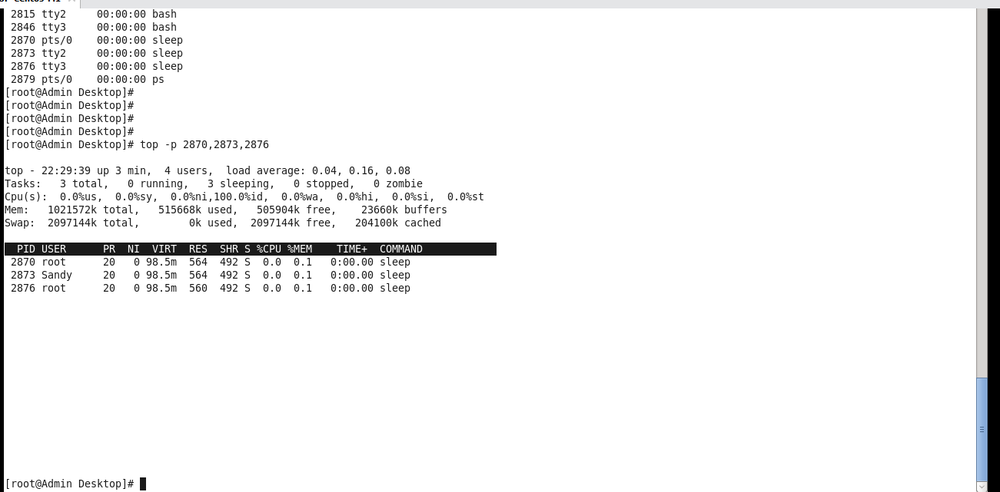 2815 tty2     00:00:00 bash
 2846 tty3     00:00:00 bash
 2870 pts/0    00:00:00 sleep
 2873 tty2     00:00:00 sleep
 2876 tty3     00:00:00 sleep
 2879 pts/0    00:00:00 ps
[root@Admin Desktop]#
[root@Admin Desktop]#
[root@Admin Desktop]#
[root@Admin Desktop]#
[root@Admin Desktop]# top -p 2870,2873,2876
top - 22:29:39 up 3 min,  4 users,  load average: 0.04, 0.16, 0.08
Tasks:   3 total,   0 running,   3 sleeping,   0 stopped,   0 zombie
Cpu(s):  0.0%us,  0.0%sy,  0.0%ni,100.0%id,  0.0%wa,  0.0%hi,  0.0%si,  0.0%st
Mem:   1021572k total,   515668k used,   505904k free,    23660k buffers
Swap:  2097144k total,        0k used,  2097144k free,   204100k cached
  PID USER      PR  NI  VIRT  RES  SHR S %CPU %MEM    TIME+  COMMAND
 2870 root      20   0 98.5m  564  492 S  0.0  0.1   0:00.00 sleep
 2873 Sandy     20   0 98.5m  564  492 S  0.0  0.1   0:00.00 sleep
 2876 root      20   0 98.5m  560  492 S  0.0  0.1   0:00.00 sleep
[root@Admin Desktop]#